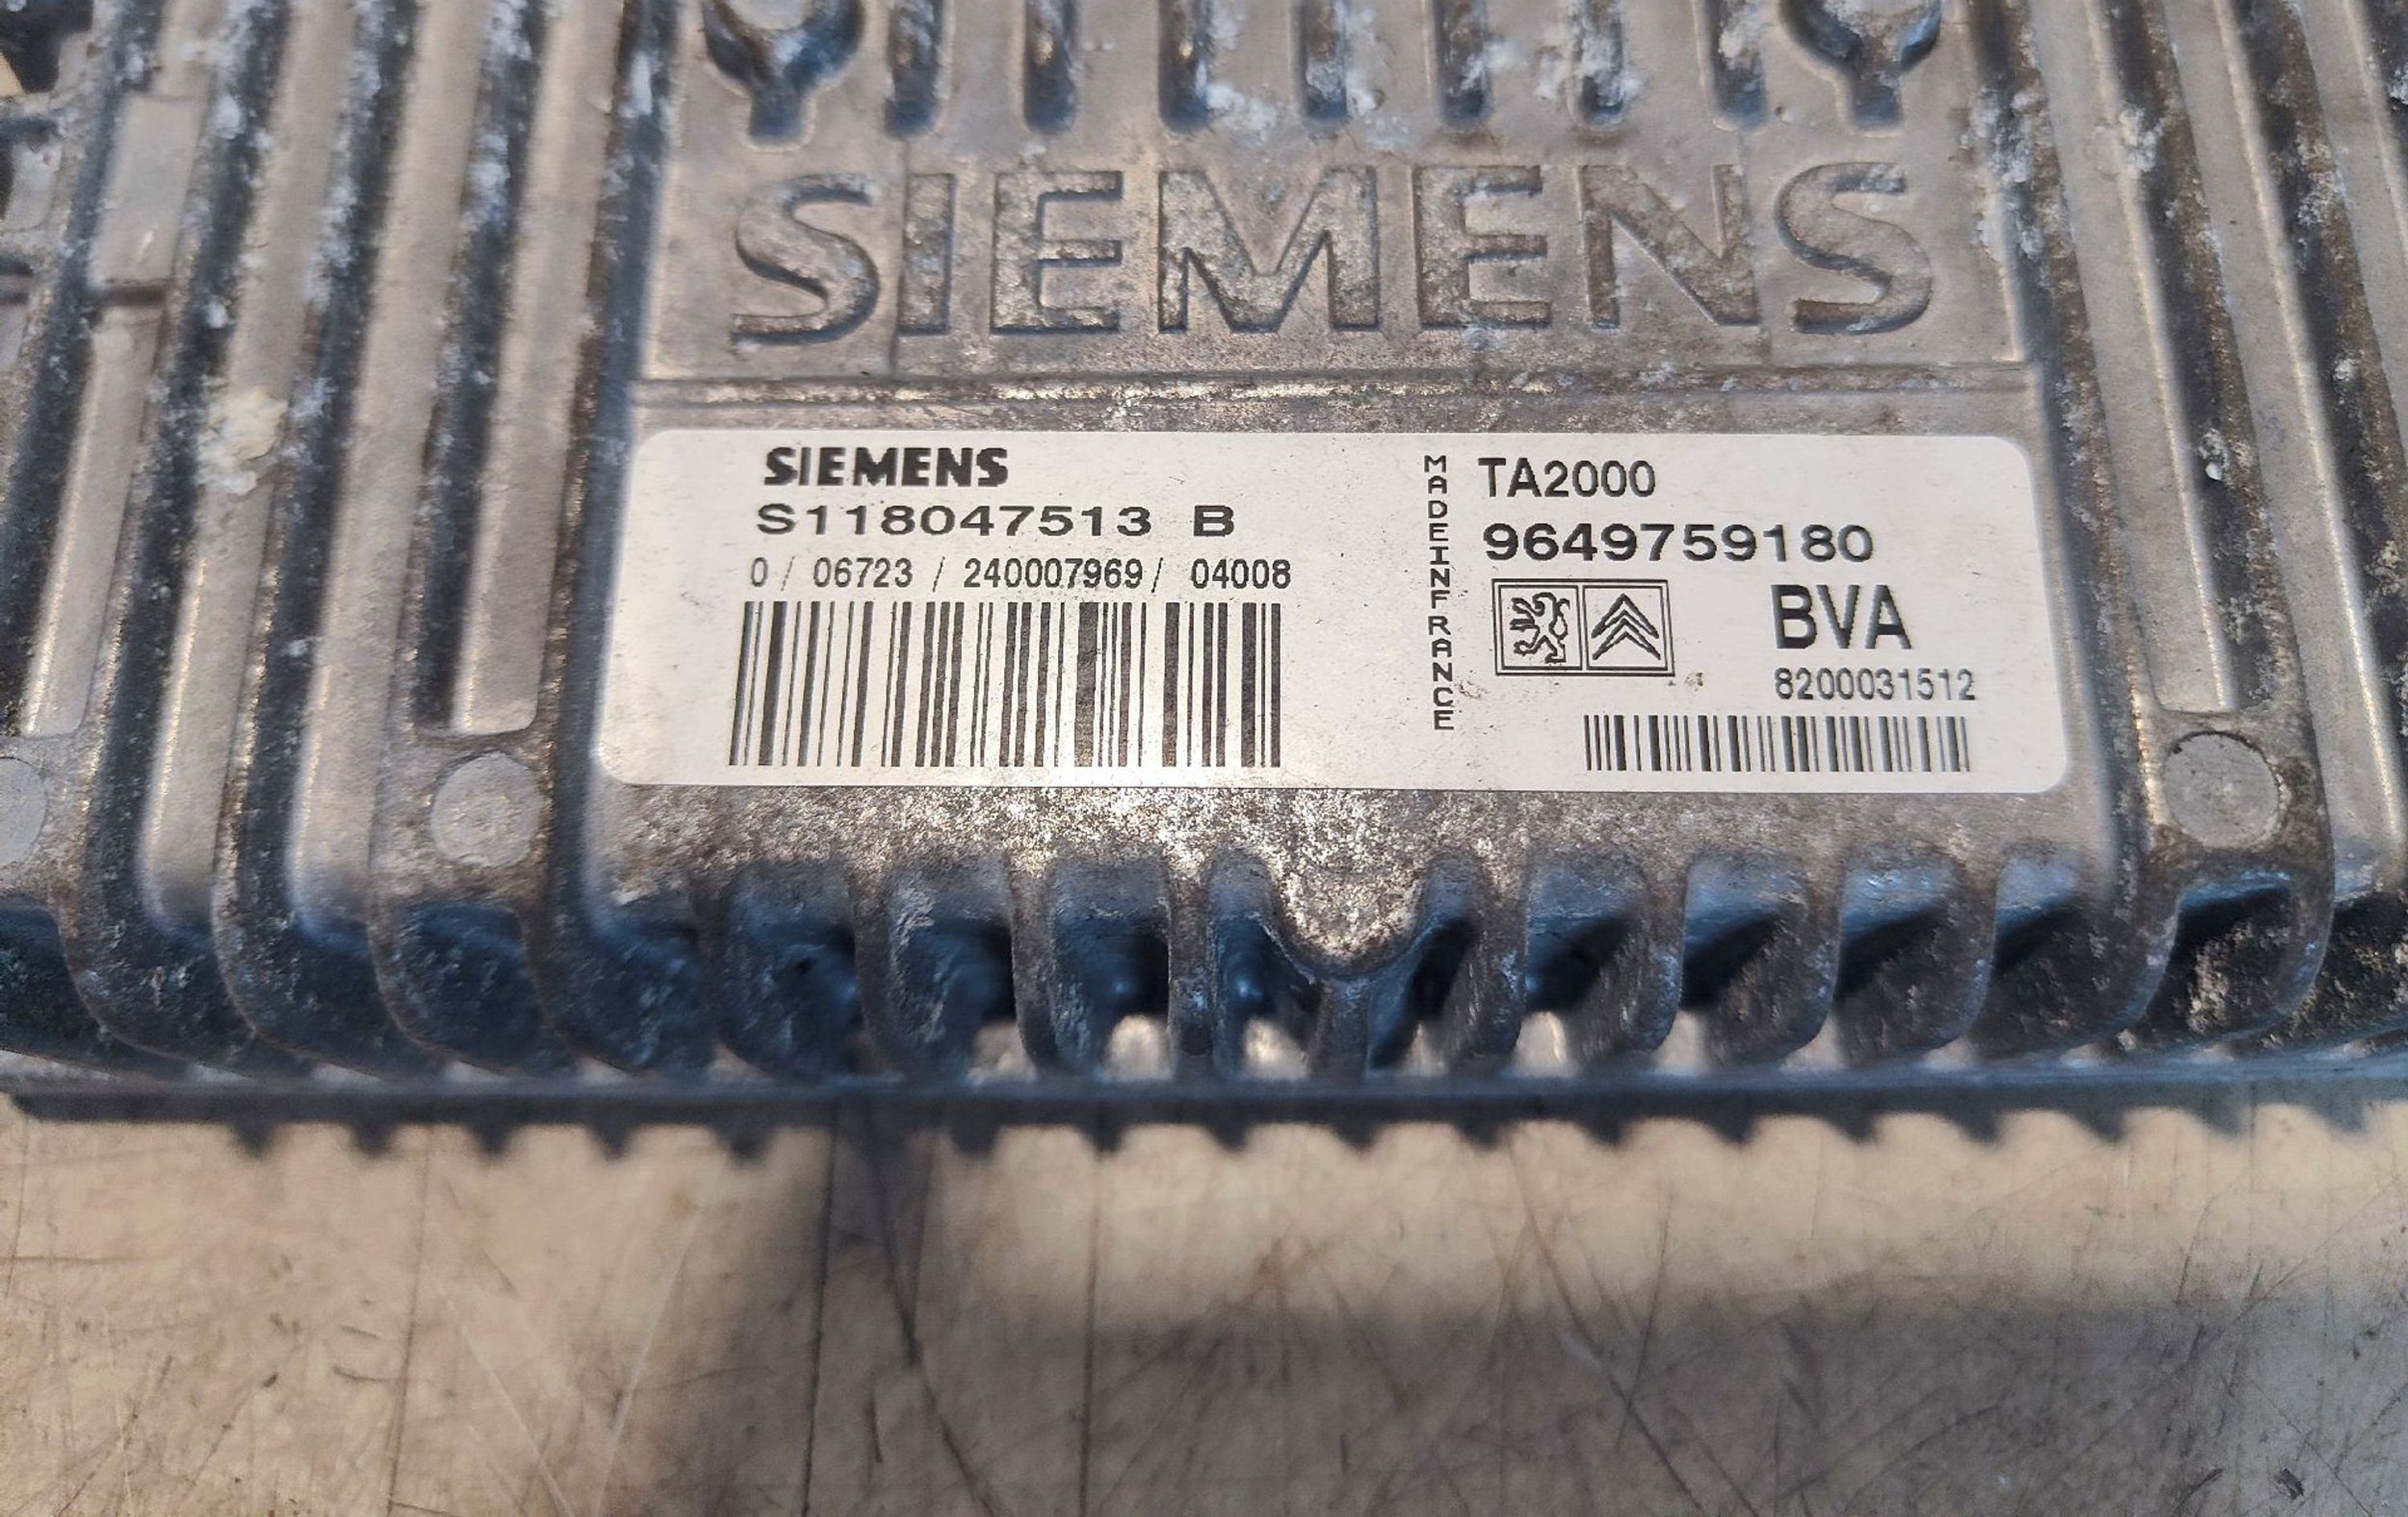 SIEMENS
SIEMENS
S118047513 B
0 / 06723 / 240007969 / 04008
MADEINFRANCE
TA2000
9649759180
BVA
8200031512